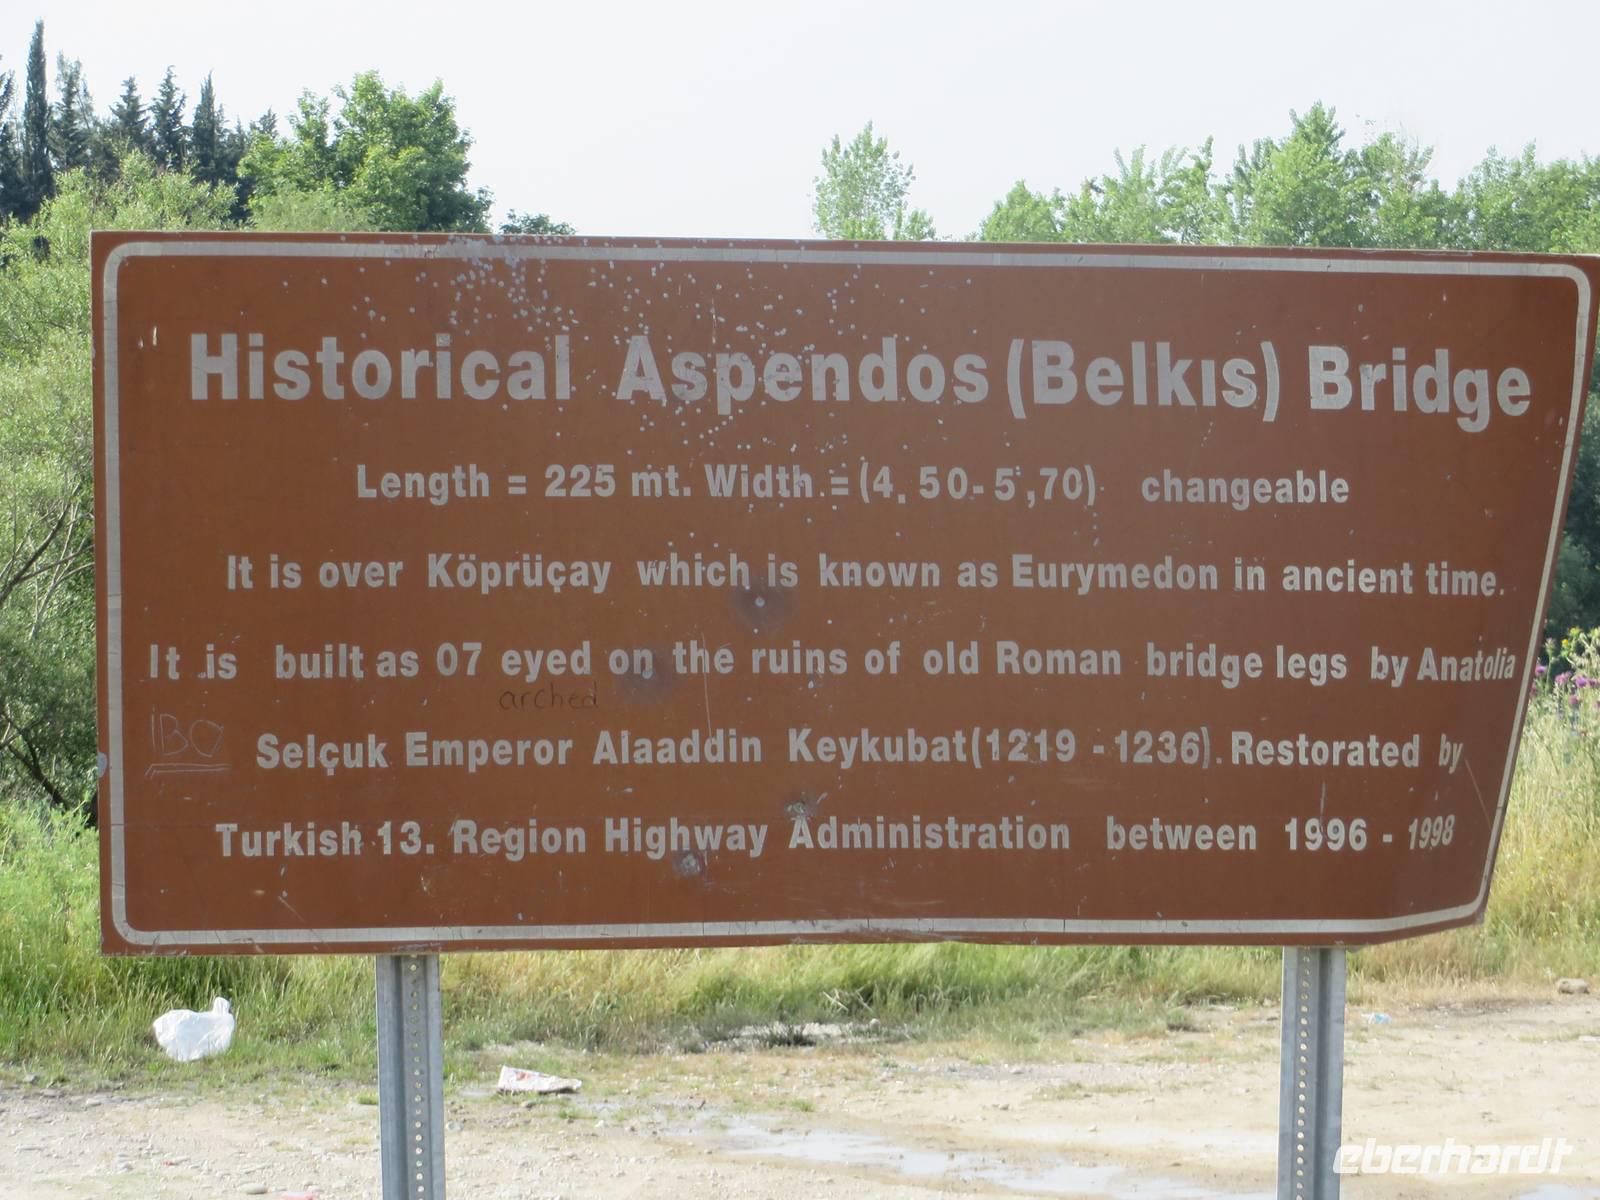 Historical Aspendos (Belkıs) Bridge
Length = 225 mt. Width = (4, 50-5,70) changeable
It is over Köprüçay which is known as Eurymedon in ancient time.
It is built as 07 eyed on the ruins of old Roman bridge legs by Anatolia
arched
IBO
Selçuk Emperor Alaaddin Keykubat(1219 - 1236). Restorated by
Turkish 13. Region Highway Administration between 1996 - 1998
eberhardt